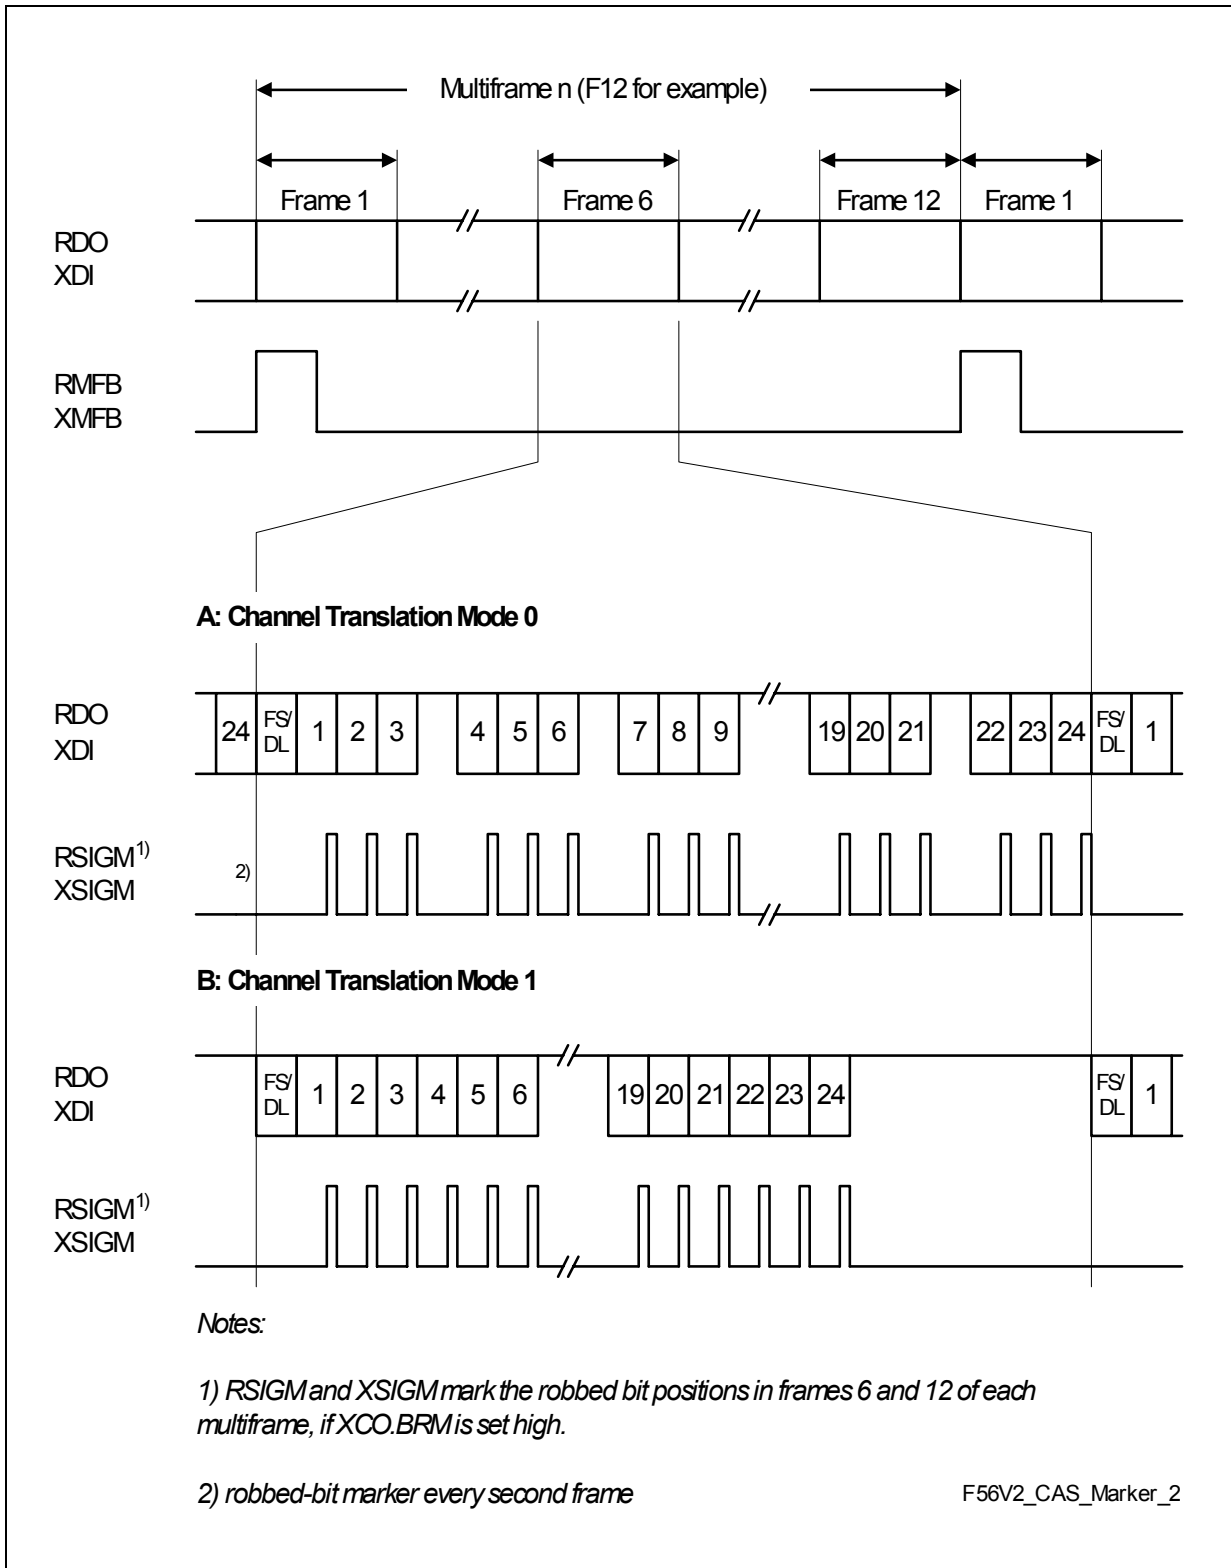 Multiframe n (F12 for example)
Frame 1 Frame 6 Frame 12 Frame 1
RDO
XDI
RMFB
XMFB
A: Channel Translation Mode 0
RDO
XDI
24 FS/DL 1 2 3 4 5 6 7 8 9 19 20 21 22 23 24 FS/DL 1
RSIGM1)
XSIGM
2)
B: Channel Translation Mode 1
RDO
XDI
FS/DL 1 2 3 4 5 6 19 20 21 22 23 24 FS/DL 1
RSIGM1)
XSIGM
Notes:
1) RSIGM and XSIGM mark the robbed bit positions in frames 6 and 12 of each
multiframe, if XCO.BRM is set high.
2) robbed-bit marker every second frame
F56V2_CAS_Marker_2